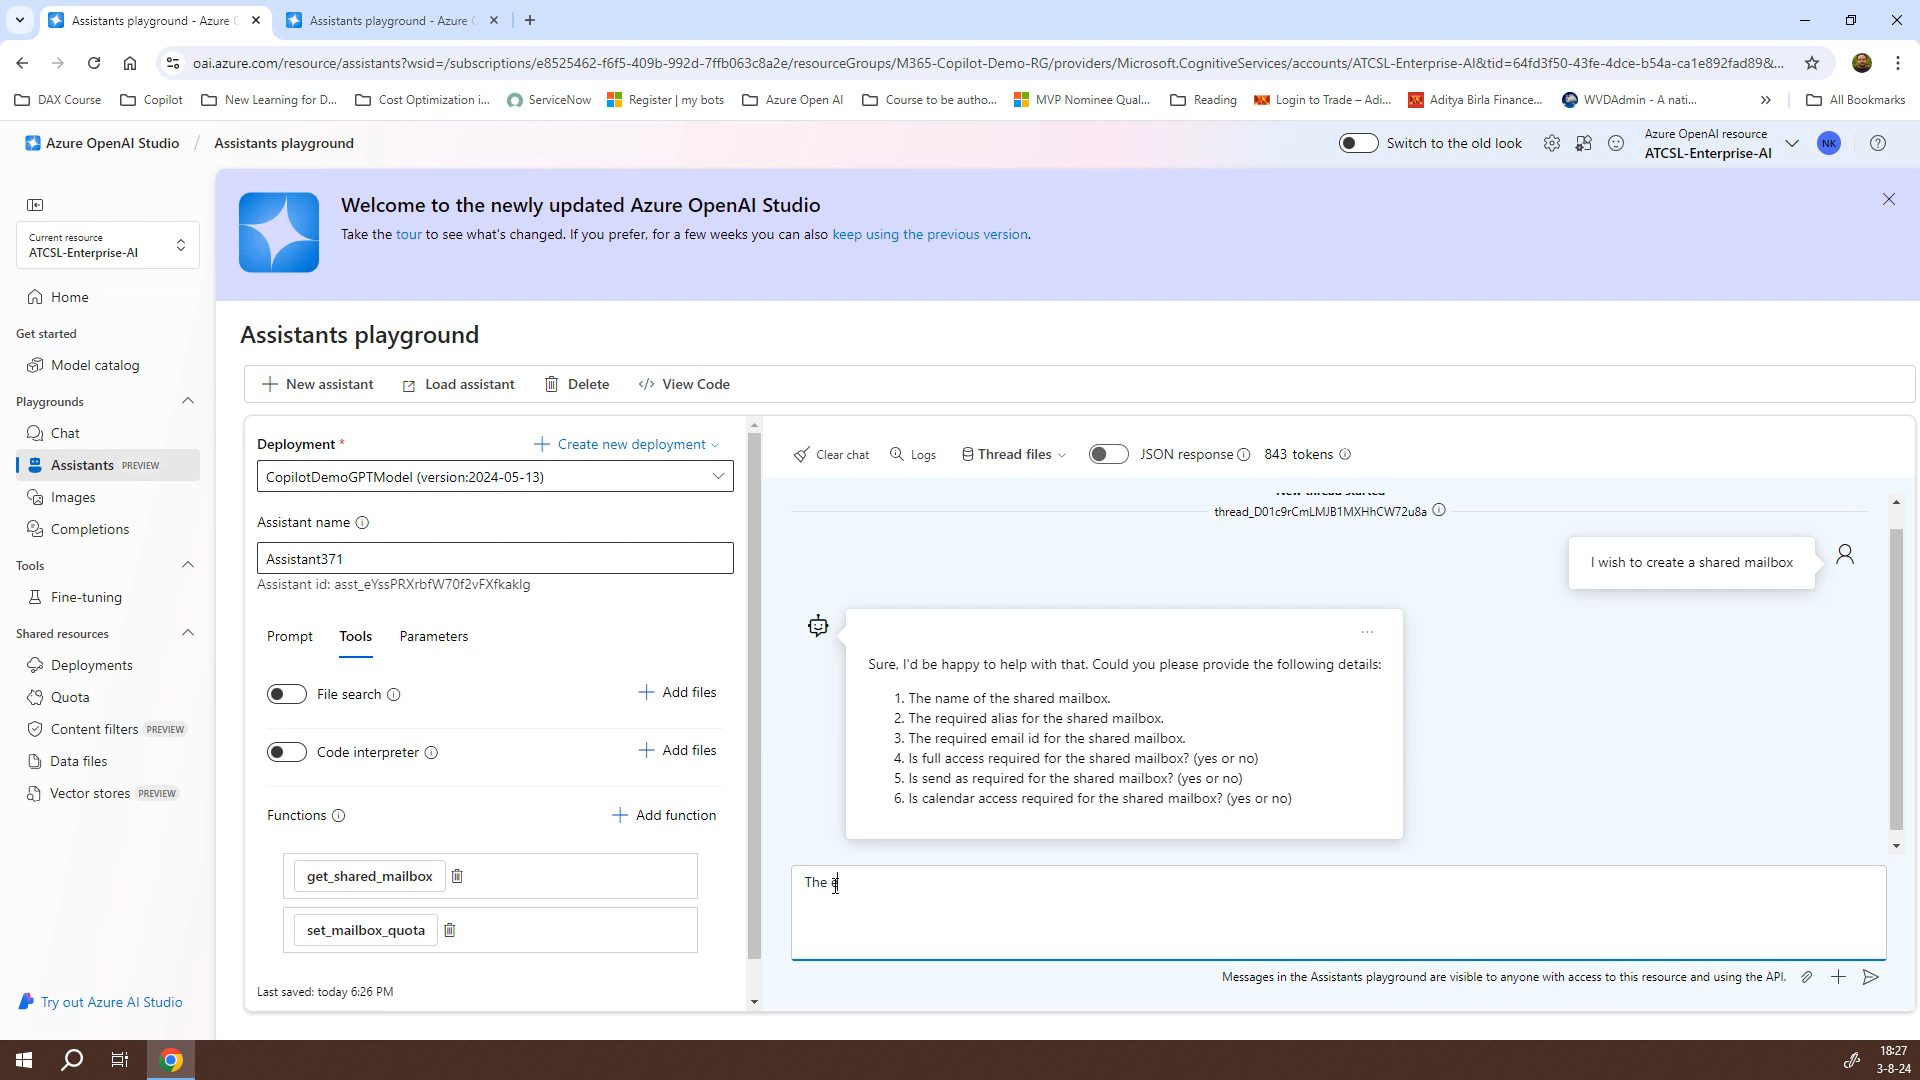 Assistants playground - Azure O
Assistants playground - Azure O
oai.azure.com/resource/assistants?wsid=/subscriptions/e8525462-f6f5-409b-992d-7ffb063c8a2e/resourceGroups/M365-Copilot-Demo-RG/providers/Microsoft.CognitiveServices/accounts/ATCSL-Enterprise-AI&tid=64fd3f50-43fe-4dce-b54a-ca1e892fad89&...
DAX Course
Copilot
New Learning for D...
Cost Optimization i...
ServiceNow
Register | my bots
Azure Open AI
Course to be autho...
MVP Nominee Qual...
Reading
Login to Trade – Adi...
Aditya Birla Finance...
WVDAdmin - A nati...
All Bookmarks
Azure OpenAI Studio / Assistants playground
Switch to the old look
Azure OpenAI resource
ATCSL-Enterprise-AI
NK
Current resource
ATCSL-Enterprise-AI
Home
Get started
Model catalog
Playgrounds
Chat
Assistants PREVIEW
Images
Completions
Tools
Fine-tuning
Shared resources
Deployments
Quota
Content filters PREVIEW
Data files
Vector stores PREVIEW
Try out Azure AI Studio
Welcome to the newly updated Azure OpenAI Studio
Take the tour to see what's changed. If you prefer, for a few weeks you can also keep using the previous version.
Assistants playground
New assistant
Load assistant
Delete
View Code
Deployment *
Create new deployment
CopilotDemoGPTModel (version:2024-05-13)
Assistant name
Assistant371
Assistant id: asst_eYssPRXrbfW70f2vFXfkaklg
Prompt
Tools
Parameters
File search
Add files
Code interpreter
Add files
Functions
Add function
get_shared_mailbox
set_mailbox_quota
Last saved: today 6:26 PM
Clear chat
Logs
Thread files
JSON response
843 tokens
New thread started
thread_D01c9rCmLMJB1MXHhCW72u8a
I wish to create a shared mailbox
Sure, I'd be happy to help with that. Could you please provide the following details:
1. The name of the shared mailbox.
2. The required alias for the shared mailbox.
3. The required email id for the shared mailbox.
4. Is full access required for the shared mailbox? (yes or no)
5. Is send as required for the shared mailbox? (yes or no)
6. Is calendar access required for the shared mailbox? (yes or no)
The e
Messages in the Assistants playground are visible to anyone with access to this resource and using the API.
18:27
3-8-24